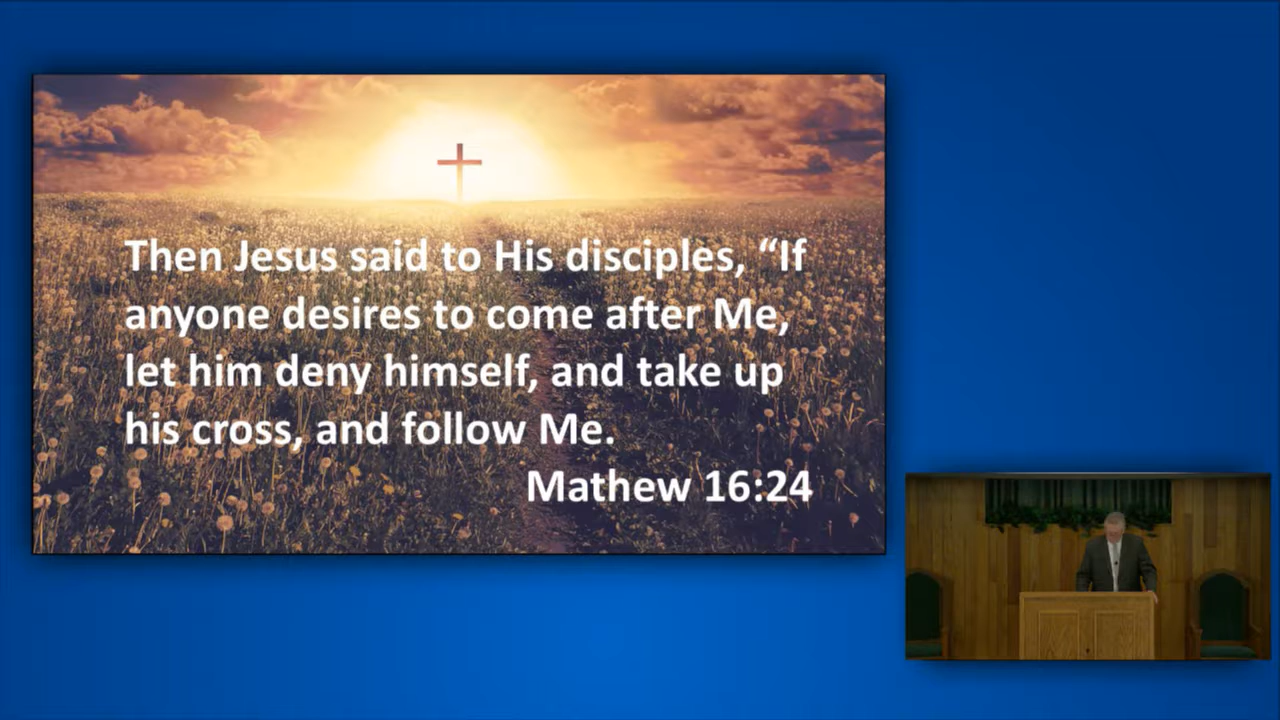 Then Jesus said to His disciples, “If
anyone desires to come after Me,
let him deny himself, and take up
his cross, and follow Me.
Mathew 16:24